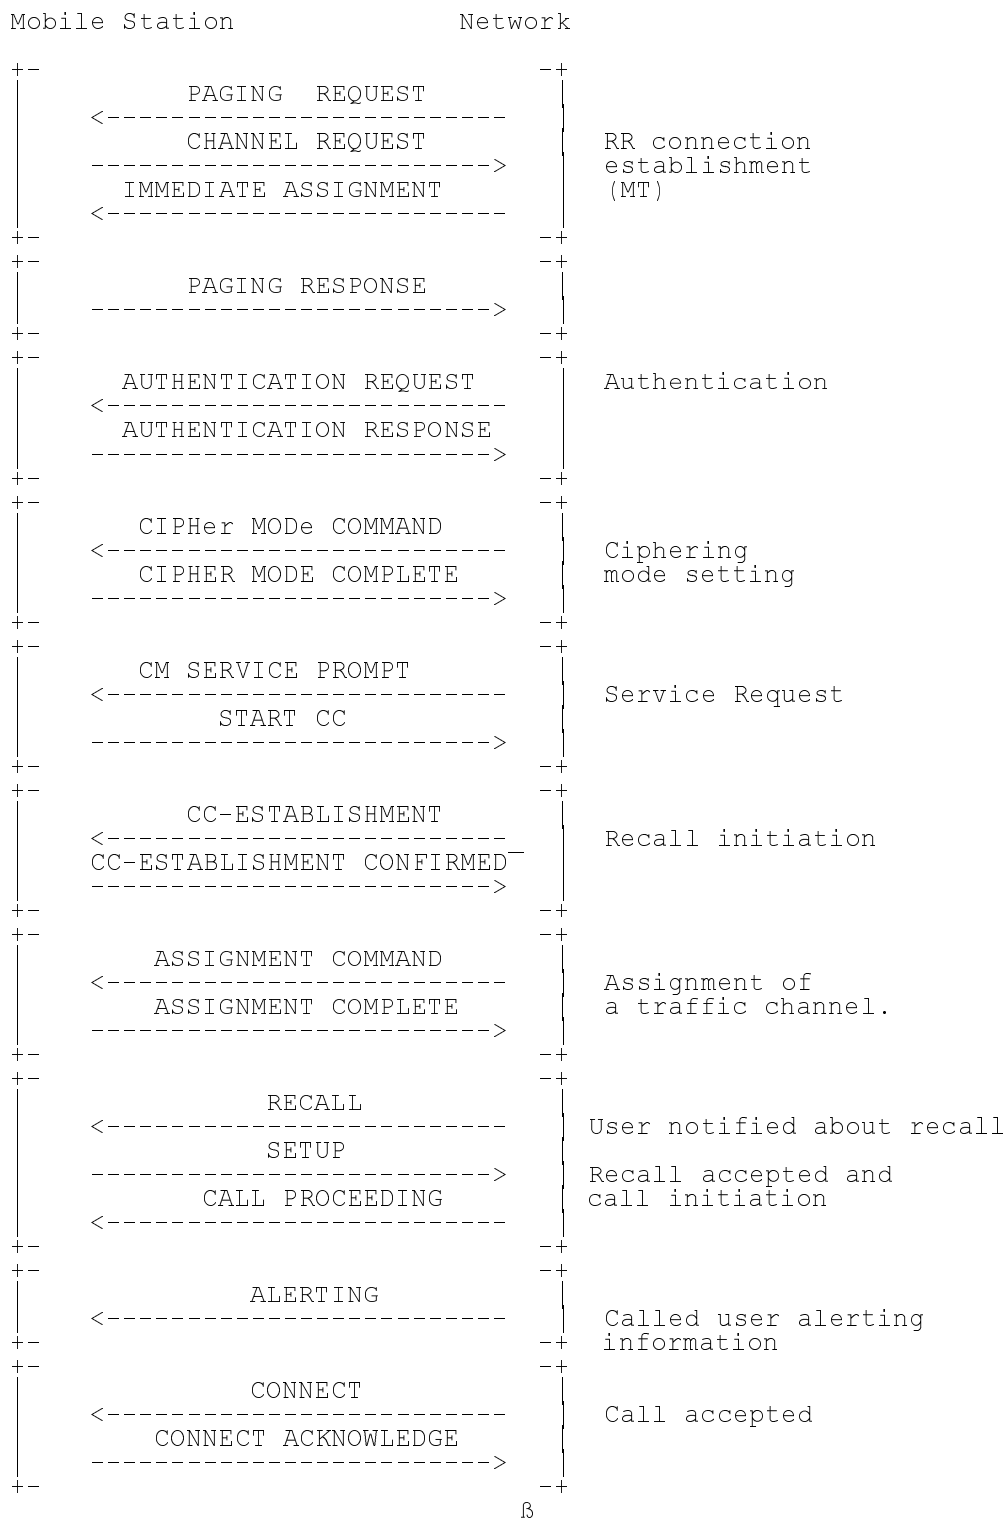 Mobile Station                Network
+-                                -+
PAGING  REQUEST
<-------------------------
CHANNEL REQUEST    RR connection
------------------------->    establishment
IMMEDIATE ASSIGNMENT    (MT)
<-------------------------
+-                                -+
+-                                -+
PAGING RESPONSE
------------------------->
+-                                -+
+-                                -+
AUTHENTICATION REQUEST    Authentication
<-------------------------
AUTHENTICATION RESPONSE
------------------------->
+-                                -+
+-                                -+
CIPHer MODe COMMAND
<-------------------------    Ciphering
CIPHER MODE COMPLETE    mode setting
------------------------->
+-                                -+
+-                                -+
CM SERVICE PROMPT
<-------------------------    Service Request
START CC
------------------------->
+-                                -+
+-                                -+
CC-ESTABLISHMENT
<-------------------------    Recall initiation
CC-ESTABLISHMENT CONFIRMED¯
------------------------->
+-                                -+
+-                                -+
ASSIGNMENT COMMAND
<-------------------------    Assignment of
ASSIGNMENT COMPLETE    a traffic channel.
------------------------->
+-                                -+
+-                                -+
RECALL
<-------------------------    User notified about recall
SETUP
------------------------->    Recall accepted and
CALL PROCEEDING    call initiation
<-------------------------
+-                                -+
+-                                -+
ALERTING
<-------------------------    Called user alerting
+-                                -+    information
+-                                -+
CONNECT
<-------------------------    Call accepted
CONNECT ACKNOWLEDGE
------------------------->
+-                                -+
ß